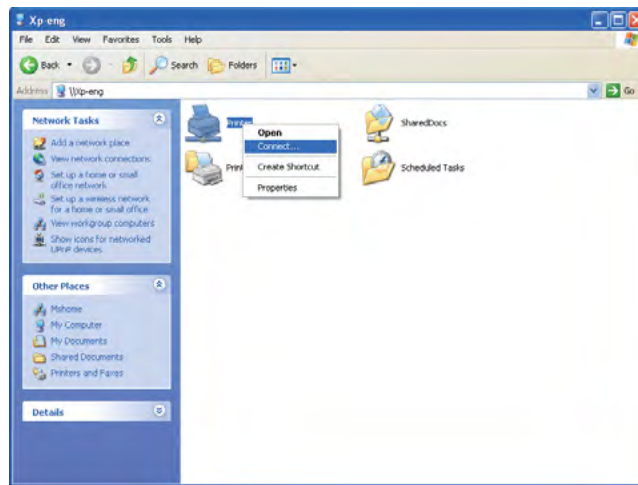 Xp-eng
File Edit View Favorites Tools Help
Back Search Folders
Address \\Xp-eng Go
Network Tasks
Add a network place
View network connections
Set up a home or small
office network
Set up a wireless network
for a home or small office
View workgroup computers
Show icons for networked
UPnP devices
Other Places
Mshome
My Computer
My Documents
Shared Documents
Printers and Faxes
Details
Printer
Open
Connect...
Create Shortcut
Properties
SharedDocs
Scheduled Tasks